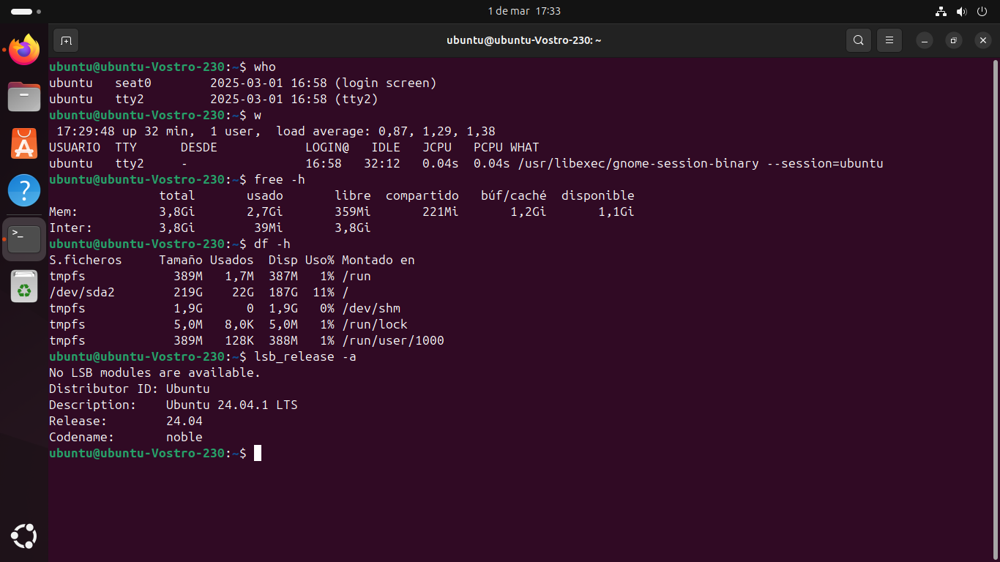 1 de mar 17:33
ubuntu@ubuntu-Vostro-230: ~
ubuntu@ubuntu-Vostro-230:~$ who
ubuntu   seat0        2025-03-01 16:58 (login screen)
ubuntu   tty2         2025-03-01 16:58 (tty2)
ubuntu@ubuntu-Vostro-230:~$ w
 17:29:48 up 32 min,  1 user,  load average: 0,87, 1,29, 1,38
USUARIO  TTY      DESDE            LOGIN@   IDLE   JCPU   PCPU WHAT
ubuntu   tty2     -                16:58   32:12   0.04s  0.04s /usr/libexec/gnome-session-binary --session=ubuntu
ubuntu@ubuntu-Vostro-230:~$ free -h
               total       usado       libre  compartido   búf/caché  disponible
Mem:           3,8Gi       2,7Gi       359Mi       221Mi       1,2Gi       1,1Gi
Inter:         3,8Gi        39Mi       3,8Gi
ubuntu@ubuntu-Vostro-230:~$ df -h
S.ficheros     Tamaño Usados  Disp Uso% Montado en
tmpfs            389M   1,7M  387M   1% /run
/dev/sda2        219G    22G  187G  11% /
tmpfs            1,9G      0  1,9G   0% /dev/shm
tmpfs            5,0M   8,0K  5,0M   1% /run/lock
tmpfs            389M   128K  388M   1% /run/user/1000
ubuntu@ubuntu-Vostro-230:~$ lsb_release -a
No LSB modules are available.
Distributor ID: Ubuntu
Description:    Ubuntu 24.04.1 LTS
Release:        24.04
Codename:       noble
ubuntu@ubuntu-Vostro-230:~$